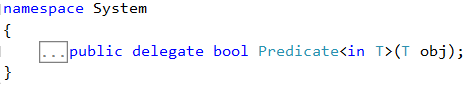 namespace System
{
...public delegate bool Predicate<in T>(T obj);
}